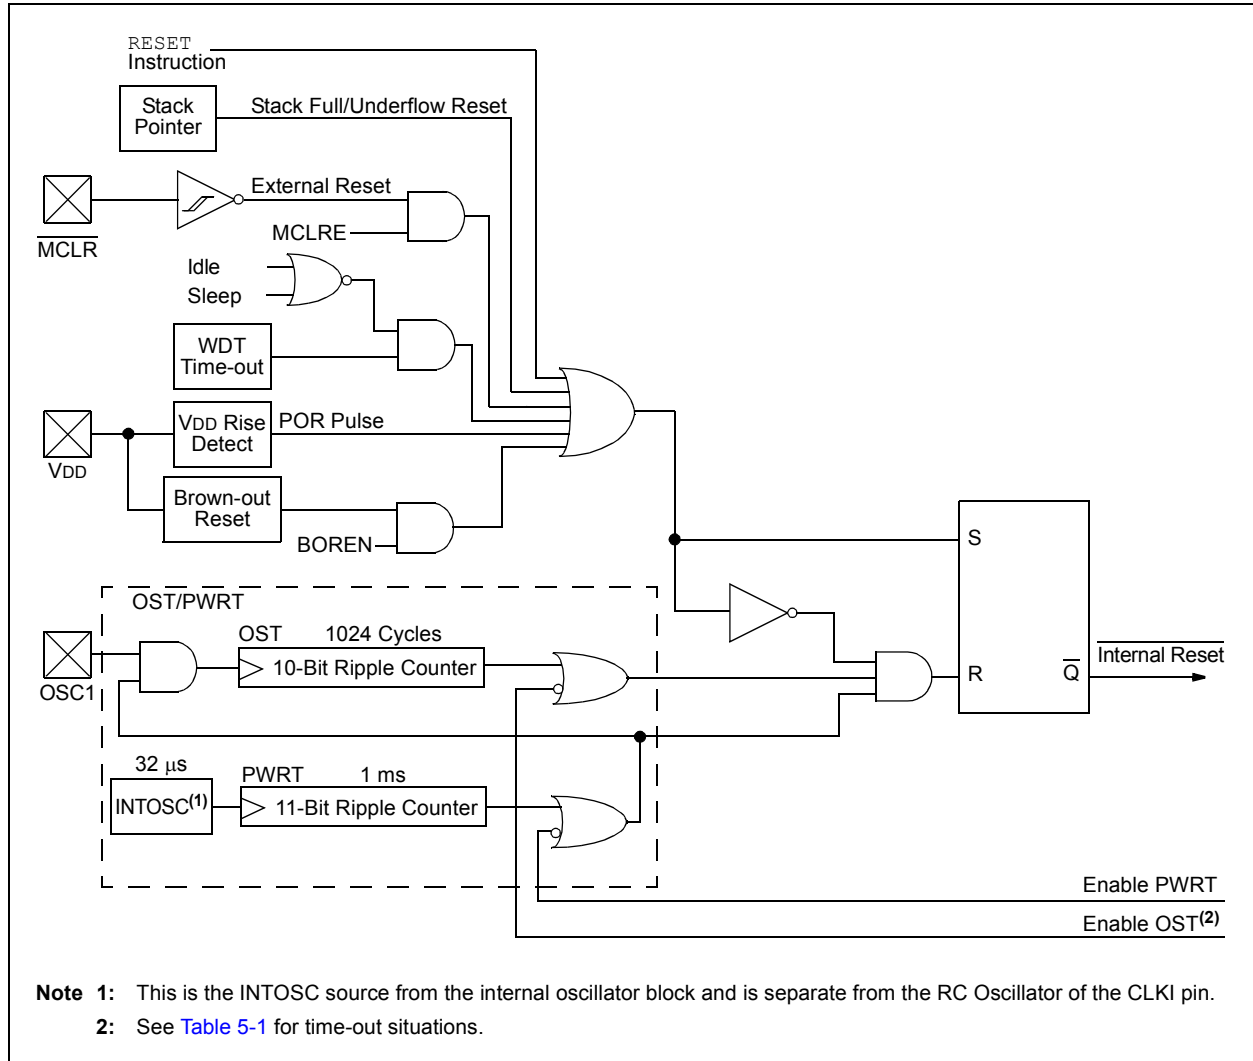 RESET
Instruction
Stack
Pointer
Stack Full/Underflow Reset
External Reset
MCLRE
MCLR
Idle
Sleep
WDT
Time-out
VDD Rise
Detect
POR Pulse
VDD
Brown-out
Reset
BOREN
S
OST/PWRT
OST 1024 Cycles
10-Bit Ripple Counter
OSC1
R
Q
Internal Reset
32 μs
INTOSC(1)
PWRT 1 ms
11-Bit Ripple Counter
Enable PWRT
Enable OST(2)
Note 1: This is the INTOSC source from the internal oscillator block and is separate from the RC Oscillator of the CLKI pin.
2: See Table 5-1 for time-out situations.